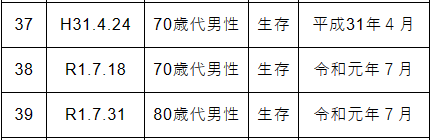 37 H31.4.24 70歳代男性 生存 平成31年4月
38 R1.7.18 70歳代男性 生存 令和元年7月
39 R1.7.31 80歳代男性 生存 令和元年7月